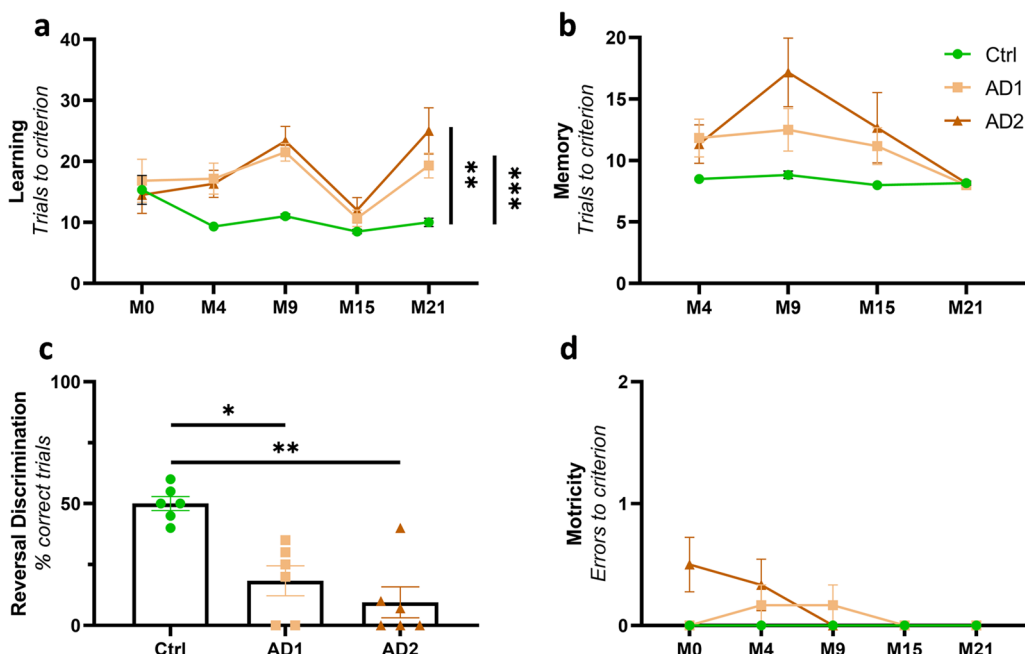 a
Learning
Trials to criterion
40
30
20
10
0
M0 M4 M9 M15 M21
**
***
b
Memory
Trials to criterion
20
15
10
5
0
M4 M9 M15 M21
Ctrl
AD1
AD2
c
Reversal Discrimination
% correct trials
100
50
0
*
**
Ctrl AD1 AD2
d
Motricity
Errors to criterion
2
1
0
M0 M4 M9 M15 M21